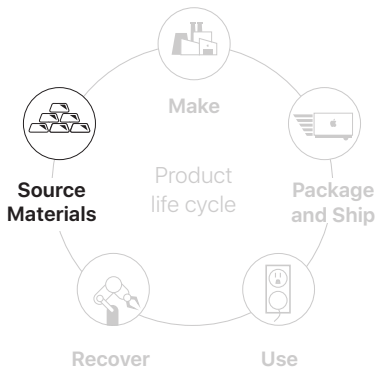 Make
Source
Materials
Product
life cycle
Package
and Ship
Recover
Use